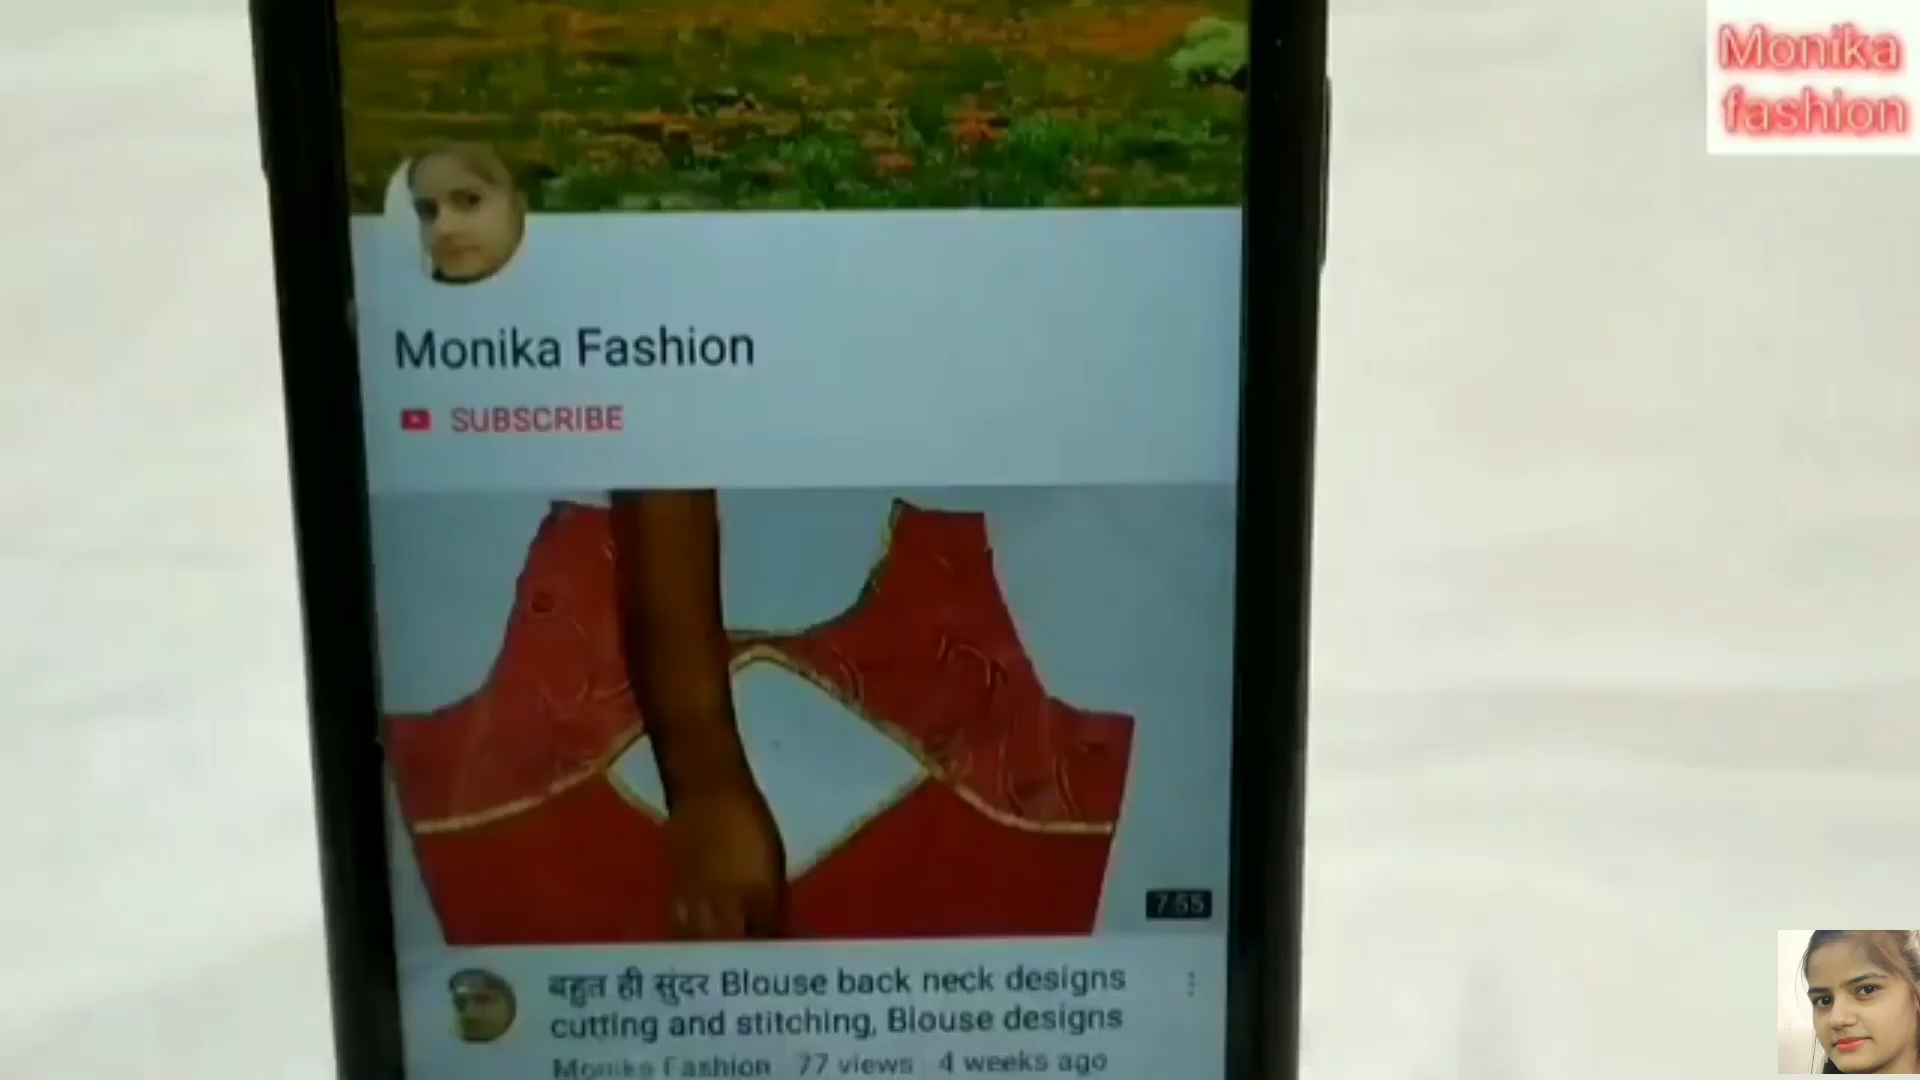 Monika
fashion
Monika Fashion
SUBSCRIBE
7:55
बहुत ही सुंदर Blouse back neck designs
cutting and stitching, Blouse designs
Monika Fashion 77 views 4 weeks ago